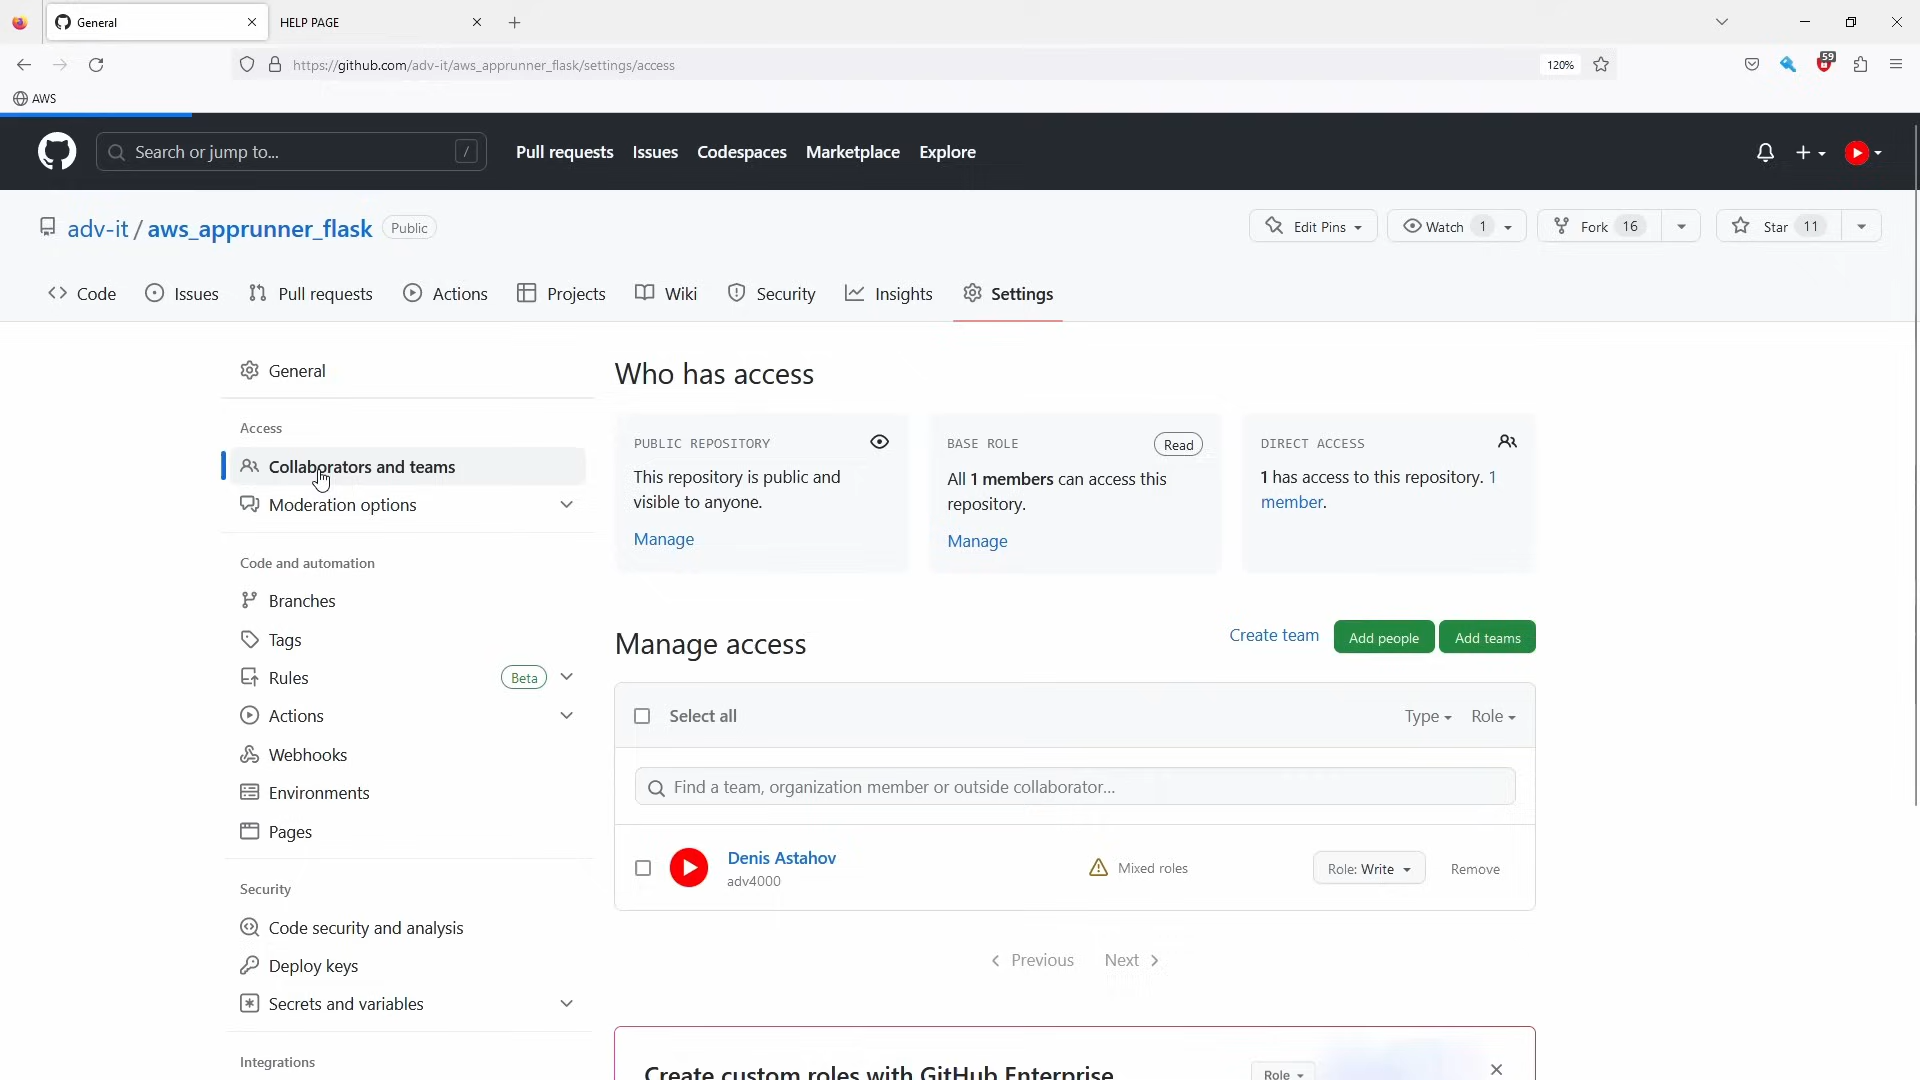 General
HELP PAGE
https://github.com/adv-it/aws_apprunner_flask/settings/access
120%
59
AWS
Search or jump to...
/
Pull requests
Issues
Codespaces
Marketplace
Explore
adv-it / aws_apprunner_flask
Public
Edit Pins
Watch 1
Fork 16
Star 11
Code
Issues
Pull requests
Actions
Projects
Wiki
Security
Insights
Settings
General
Access
Collaborators and teams
Moderation options
Code and automation
Branches
Tags
Rules
Beta
Actions
Webhooks
Environments
Pages
Security
Code security and analysis
Deploy keys
Secrets and variables
Integrations
Who has access
PUBLIC REPOSITORY
This repository is public and
visible to anyone.
Manage
BASE ROLE
Read
All 1 members can access this
repository.
Manage
DIRECT ACCESS
1 has access to this repository. 1
member.
Manage access
Create team
Add people
Add teams
Select all
Type
Role
Find a team, organization member or outside collaborator...
Denis Astahov
adv4000
Mixed roles
Role: Write
Remove
Previous
Next
Create custom roles with GitHub Enterprise
Role